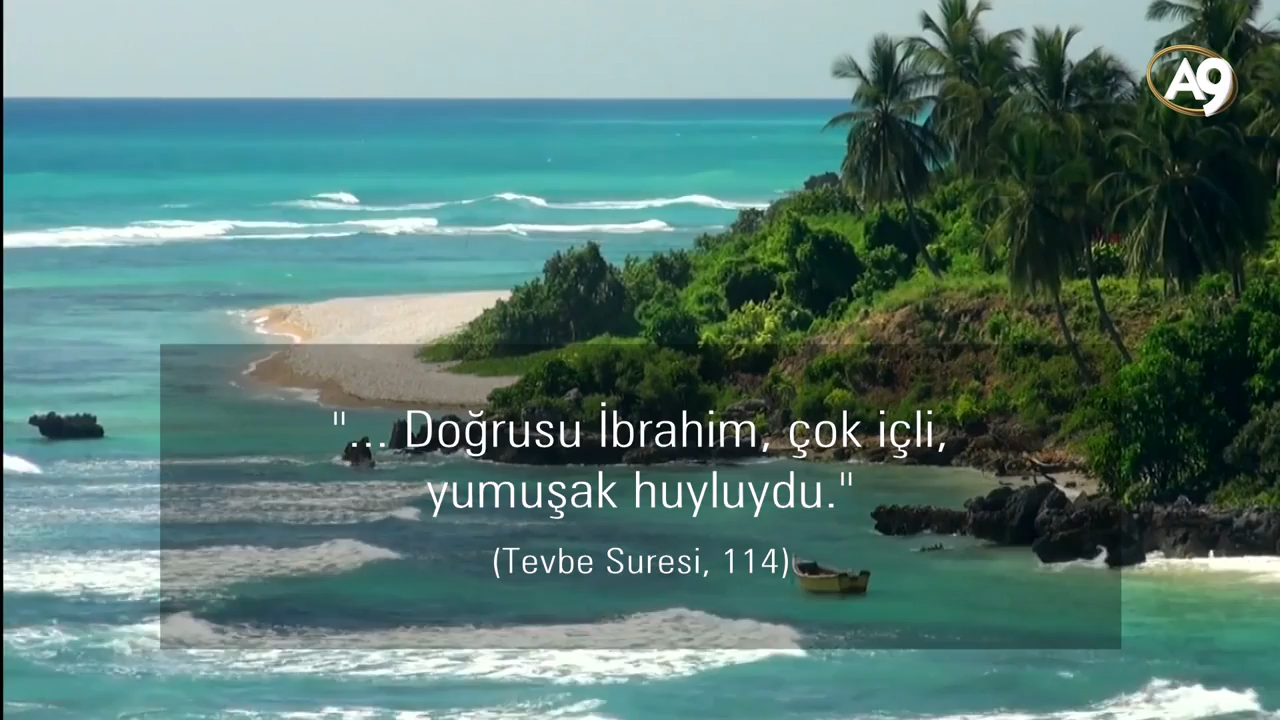 A9
"... Doğrusu İbrahim, çok içli,
yumuşak huyluydu."
(Tevbe Suresi, 114)